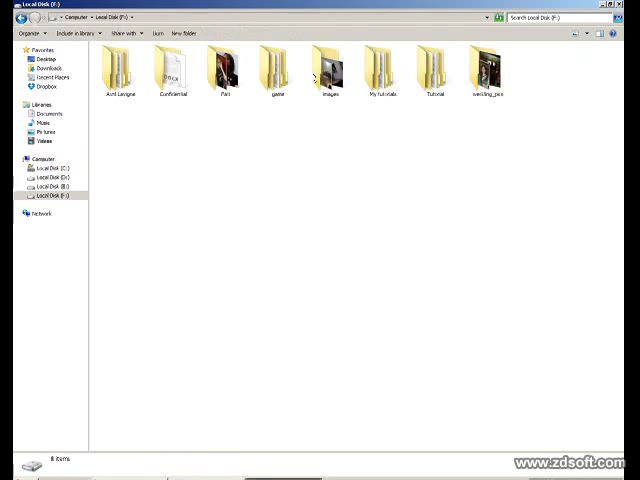 Local Disk (F:)
Computer ▸ Local Disk (F:) ▸
Search Local Disk (F:)
Organize
Include in library
Share with
Burn
New folder
Favorites
Desktop
Downloads
Recent Places
Dropbox
Libraries
Documents
Music
Pictures
Videos
Computer
Local Disk (C:)
Local Disk (D:)
Local Disk (E:)
Local Disk (F:)
Network
Avril Lavigne
Confidential
game
images
My tutorials
Tutorial
8 items
www.zdsoft.com